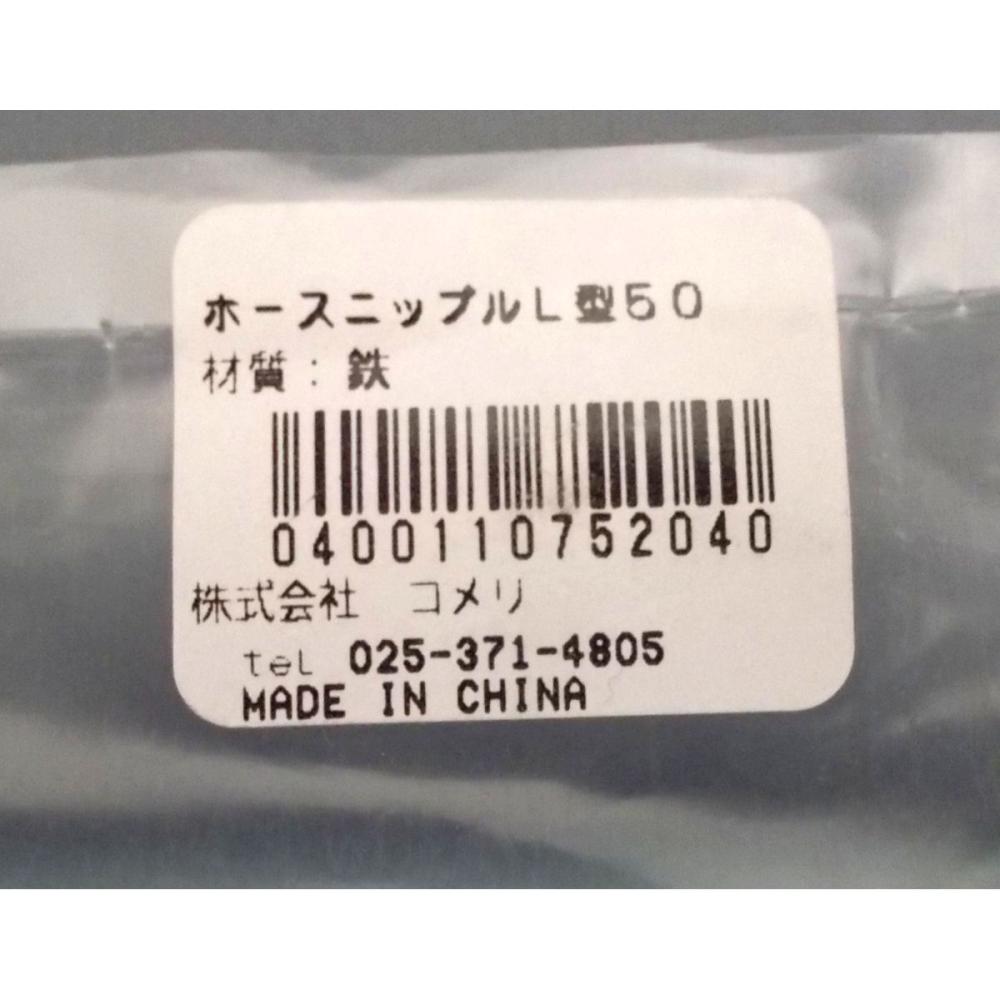 ホースニップルL型50
材質：鉄
0400110752040
株式会社　コメリ
teL 025-371-4805
MADE IN CHINA